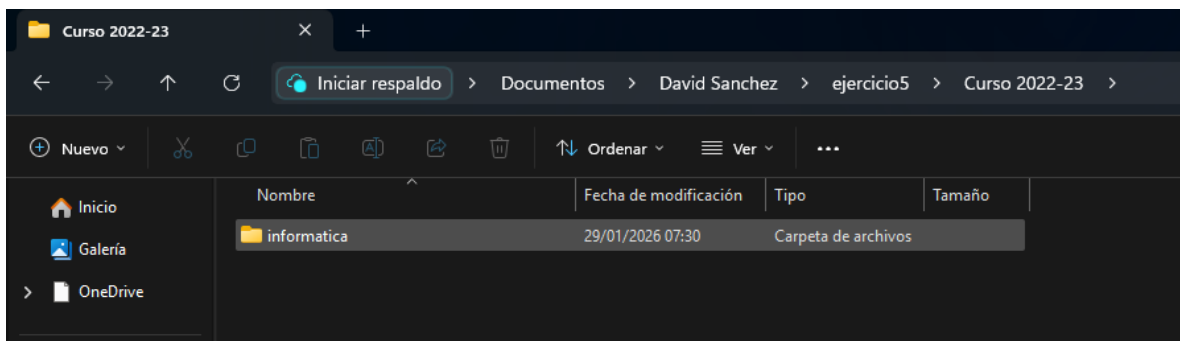 Curso 2022-23
Iniciar respaldo > Documentos > David Sanchez > ejercicio5 > Curso 2022-23 >
Nuevo Ordenar Ver
Nombre Fecha de modificación Tipo Tamaño
Inicio
informatica 29/01/2026 07:30 Carpeta de archivos
Galería
OneDrive